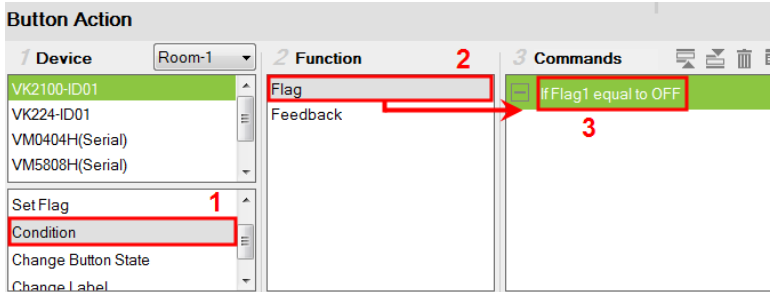 Button Action
1 Device Room-1
2 Function 2
3 Commands
VK2100-ID01
VK224-ID01
VM0404H(Serial)
VM5808H(Serial)
Set Flag 1
Condition
Change Button State
Change Label
Flag
Feedback
If Flag1 equal to OFF
3